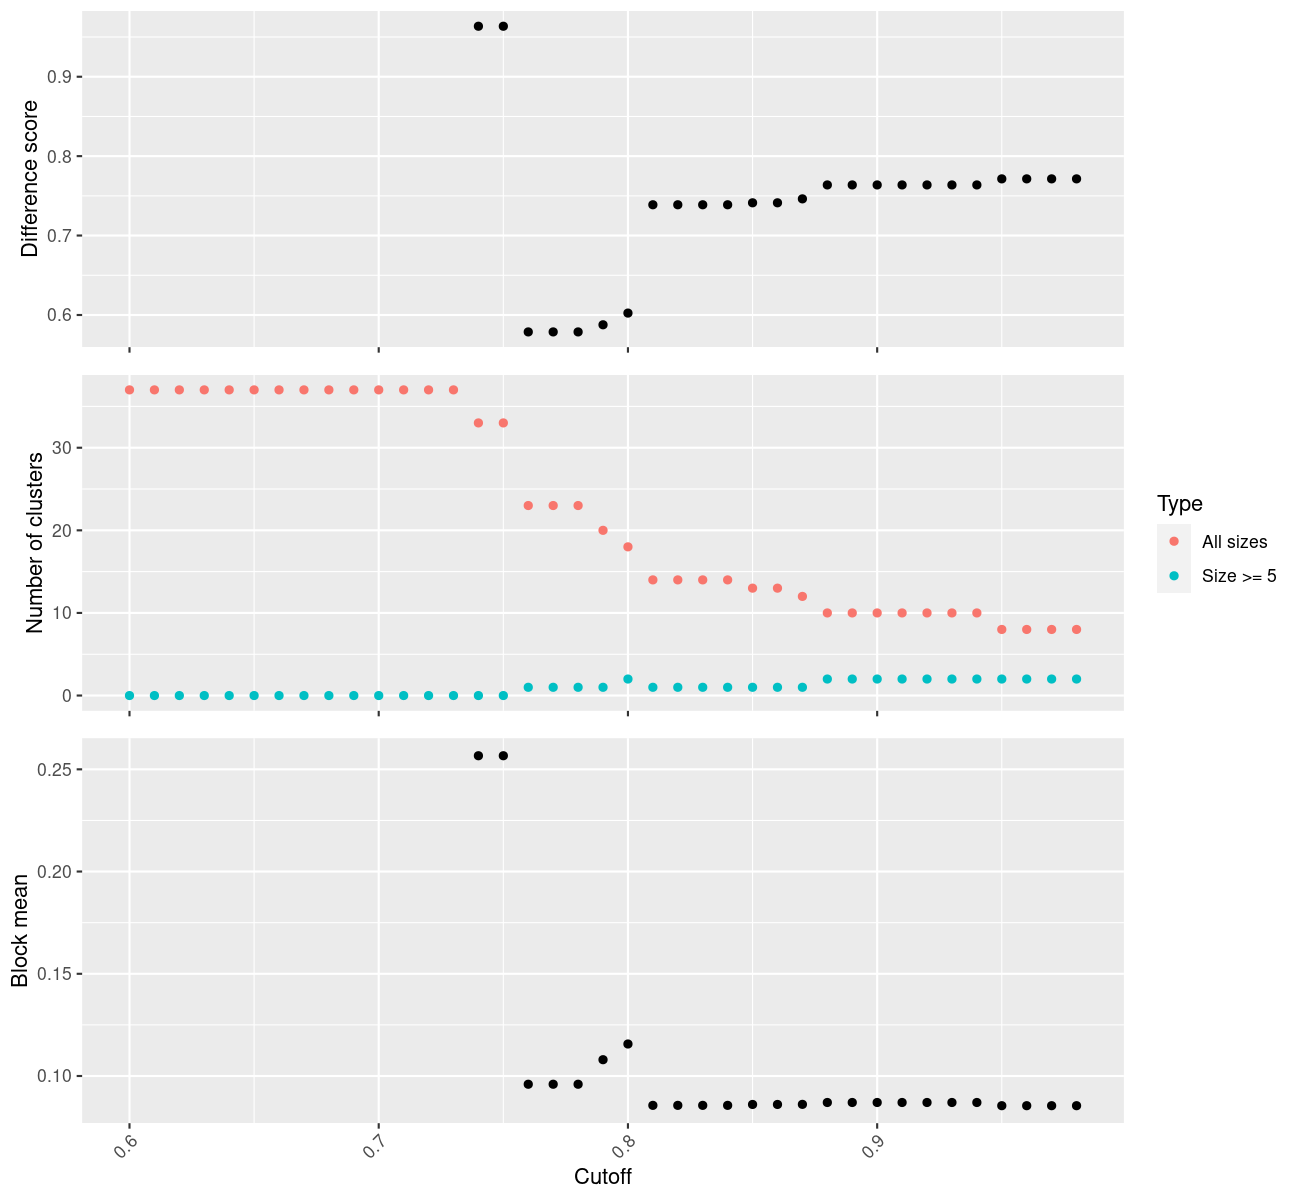 Difference score
0.9
0.8
0.7
0.6
Number of clusters
30
20
10
0
Type
All sizes
Size >= 5
Block mean
0.25
0.20
0.15
0.10
0.6
0.7
0.8
0.9
Cutoff